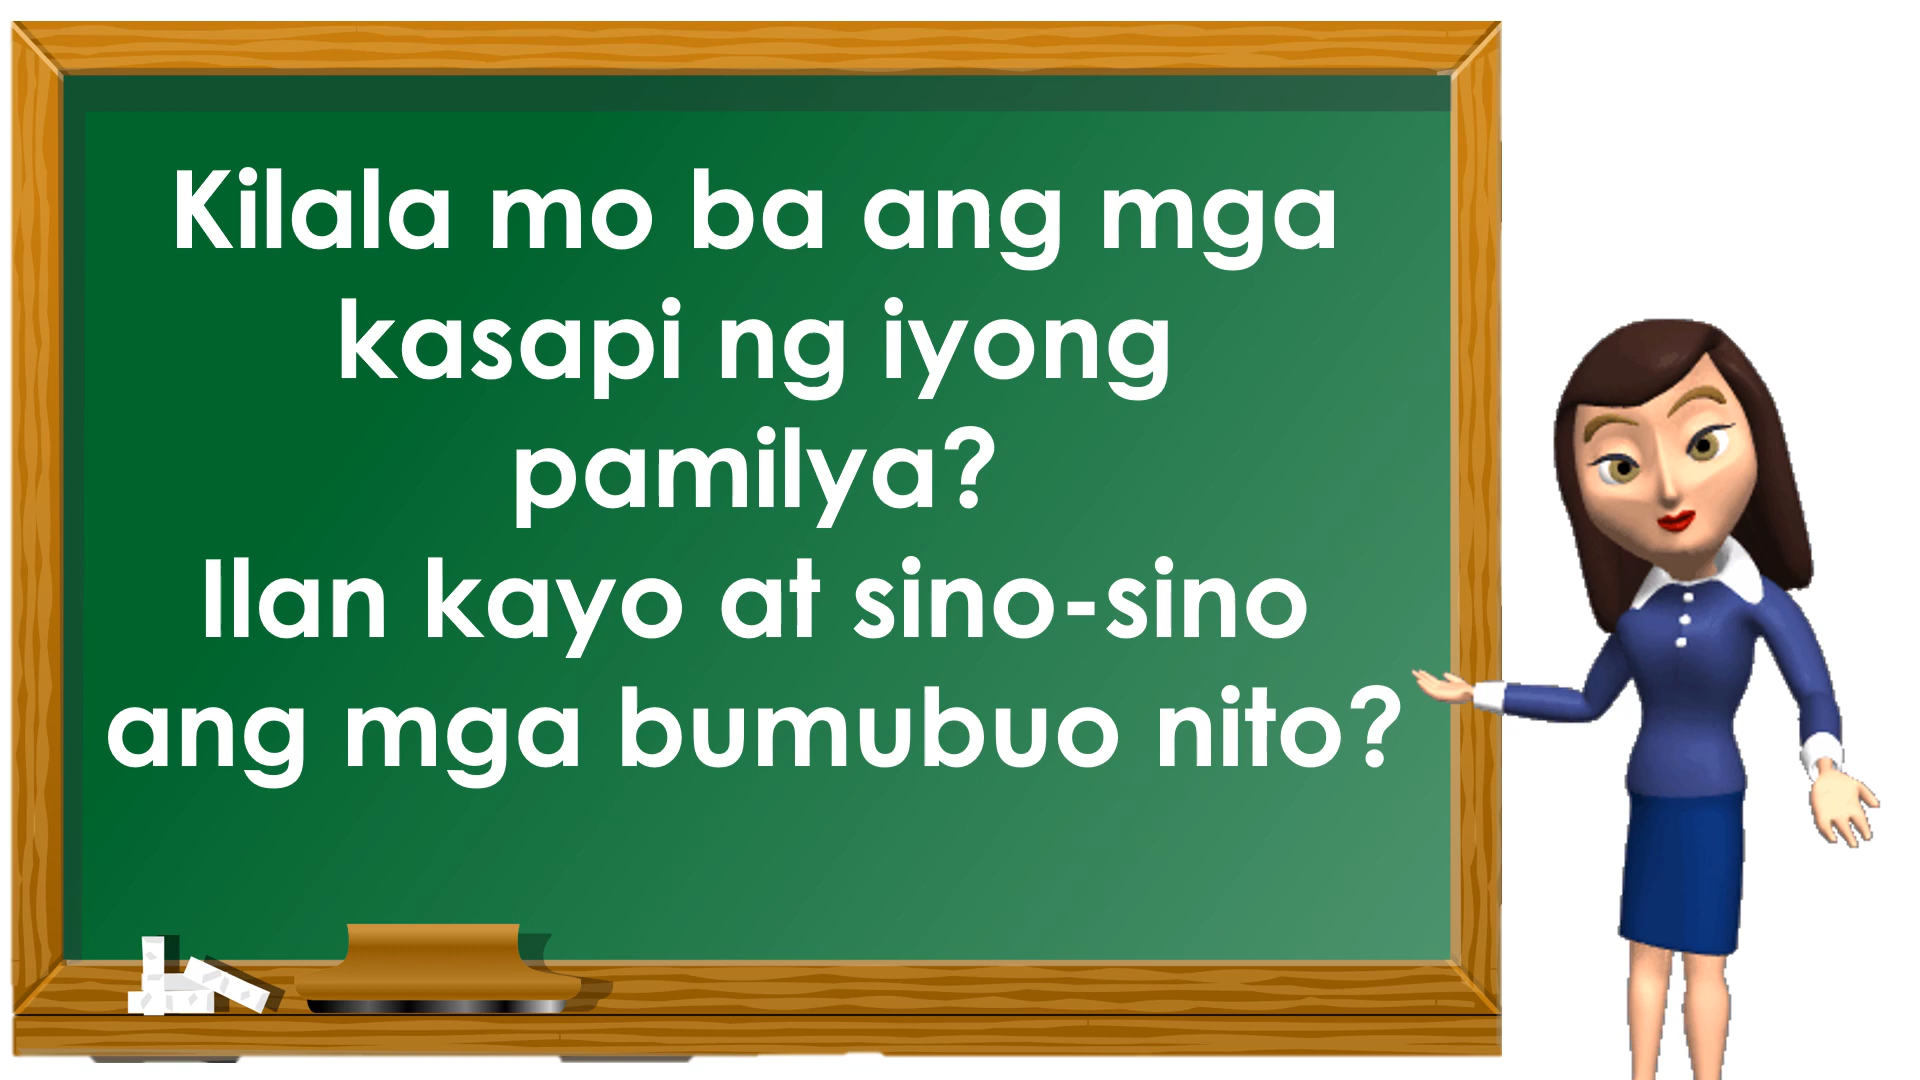 Kilala mo ba ang mga
kasapi ng iyong
pamilya?
Ilan kayo at sino-sino
ang mga bumubuo nito?